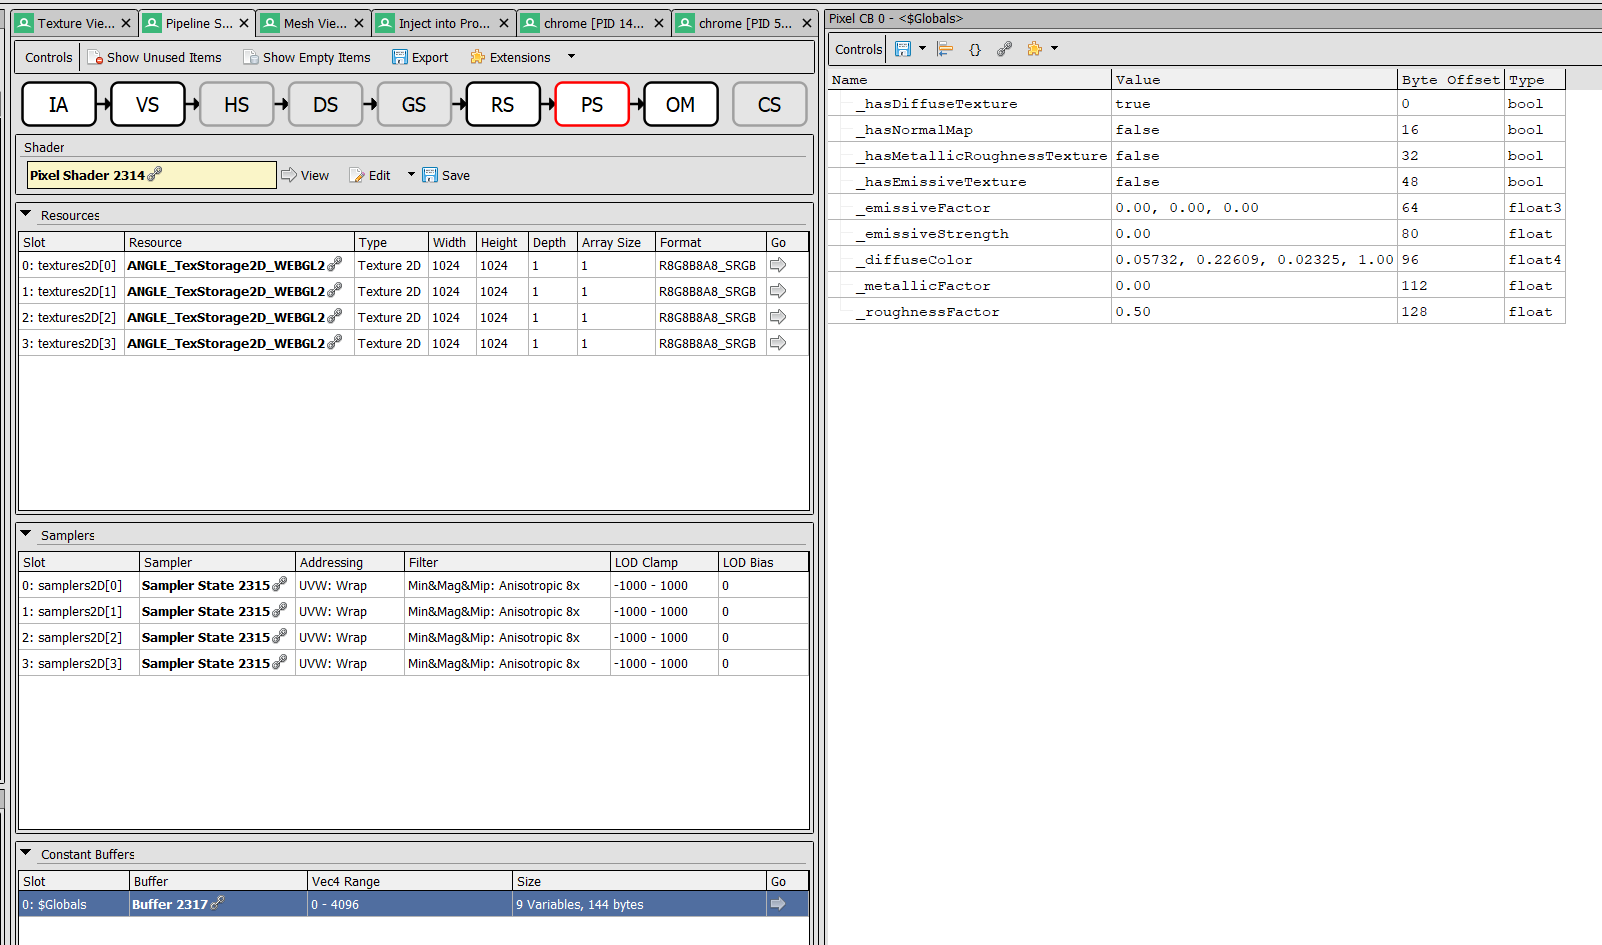 Texture Vie... Pipeline S... Mesh Vie... Inject into Pro... chrome [PID 14... chrome [PID 5...
Controls Show Unused Items Show Empty Items Export Extensions
IA VS HS DS GS RS PS OM CS
Shader
Pixel Shader 2314 View Edit Save
Resources
Slot Resource Type Width Height Depth Array Size Format Go
0: textures2D[0] ANGLE_TexStorage2D_WEBGL2 Texture 2D 1024 1024 1 1 R8G8B8A8_SRGB
1: textures2D[1] ANGLE_TexStorage2D_WEBGL2 Texture 2D 1024 1024 1 1 R8G8B8A8_SRGB
2: textures2D[2] ANGLE_TexStorage2D_WEBGL2 Texture 2D 1024 1024 1 1 R8G8B8A8_SRGB
3: textures2D[3] ANGLE_TexStorage2D_WEBGL2 Texture 2D 1024 1024 1 1 R8G8B8A8_SRGB
Samplers
Slot Sampler Addressing Filter LOD Clamp LOD Bias
0: samplers2D[0] Sampler State 2315 UVW: Wrap Min&Mag&Mip: Anisotropic 8x -1000 - 1000 0
1: samplers2D[1] Sampler State 2315 UVW: Wrap Min&Mag&Mip: Anisotropic 8x -1000 - 1000 0
2: samplers2D[2] Sampler State 2315 UVW: Wrap Min&Mag&Mip: Anisotropic 8x -1000 - 1000 0
3: samplers2D[3] Sampler State 2315 UVW: Wrap Min&Mag&Mip: Anisotropic 8x -1000 - 1000 0
Constant Buffers
Slot Buffer Vec4 Range Size Go
0: $Globals Buffer 2317 0 - 4096 9 Variables, 144 bytes
Pixel CB 0 - <$Globals>
Controls {}
Name Value Byte Offset Type
_hasDiffuseTexture true 0 bool
_hasNormalMap false 16 bool
_hasMetallicRoughnessTexture false 32 bool
_hasEmissiveTexture false 48 bool
_emissiveFactor 0.00, 0.00, 0.00 64 float3
_emissiveStrength 0.00 80 float
_diffuseColor 0.05732, 0.22609, 0.02325, 1.00 96 float4
_metallicFactor 0.00 112 float
_roughnessFactor 0.50 128 float